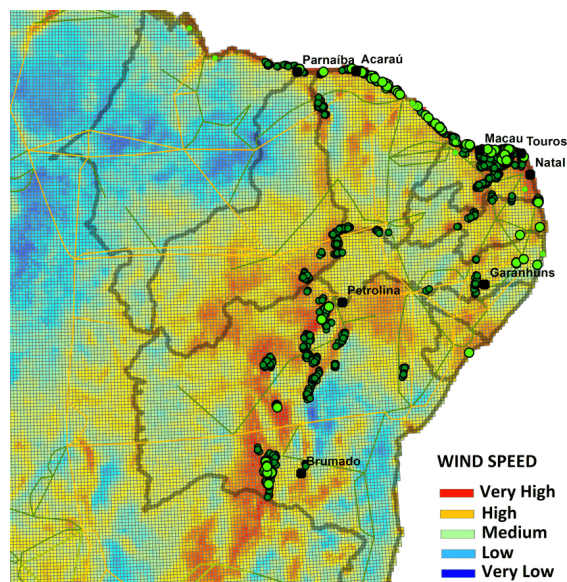 Parnaíba
Acaraú
Macau
Touros
Natal
Garanhuns
Petrolina
Brumado
WIND SPEED
Very High
High
Medium
Low
Very Low